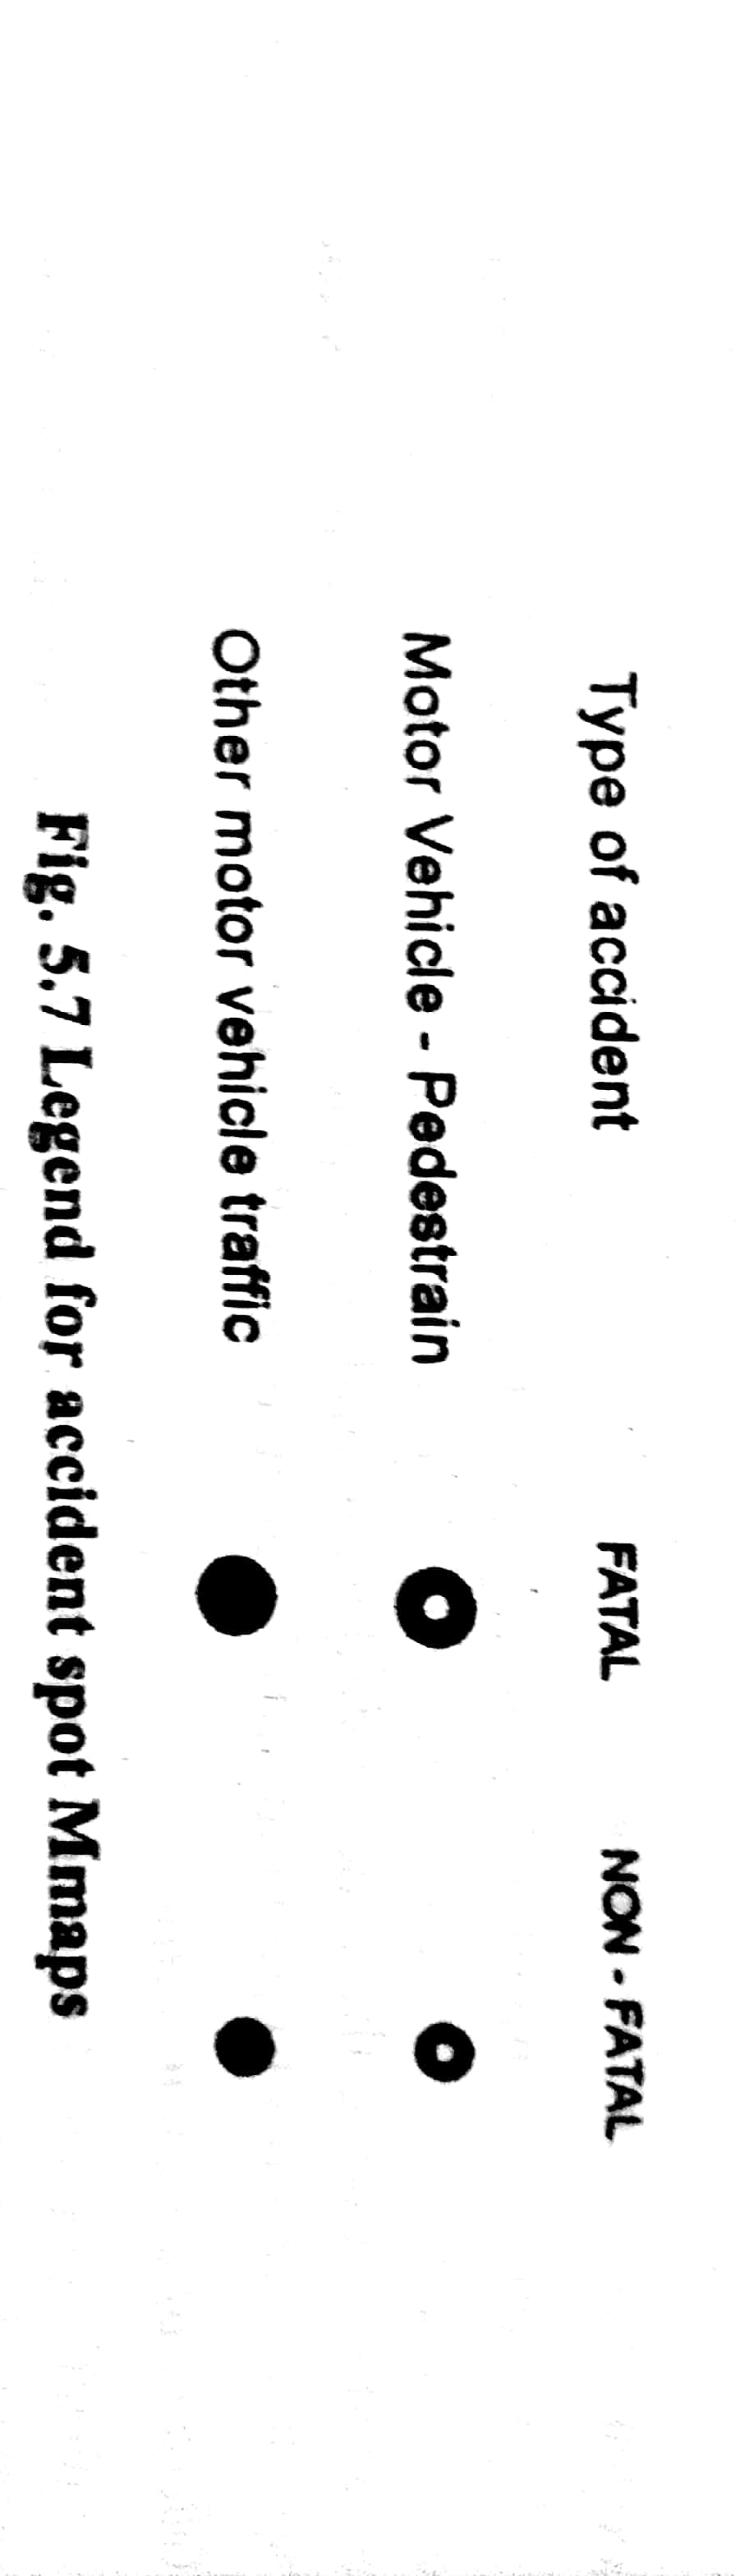 Type of accident FATAL NON - FATAL
Motor Vehicle - Pedestrain
Other motor vehicle traffic
Fig. 5.7 Legend for accident spot Mmaps